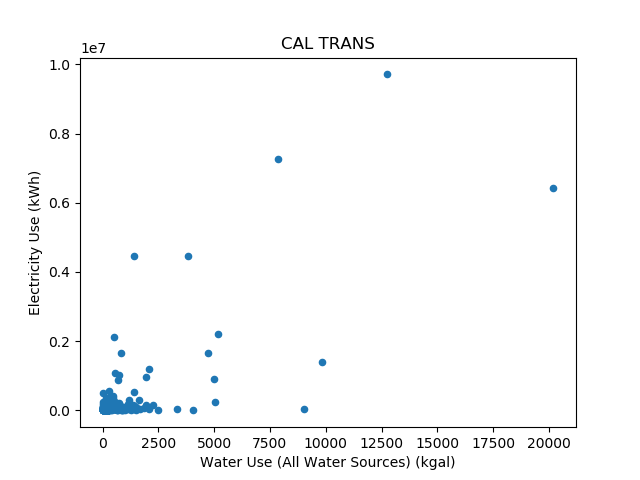 CAL TRANS
1e7
1.0
0.8
0.6
0.4
0.2
0.0
Electricity Use (kWh)
0 2500 5000 7500 10000 12500 15000 17500 20000
Water Use (All Water Sources) (kgal)